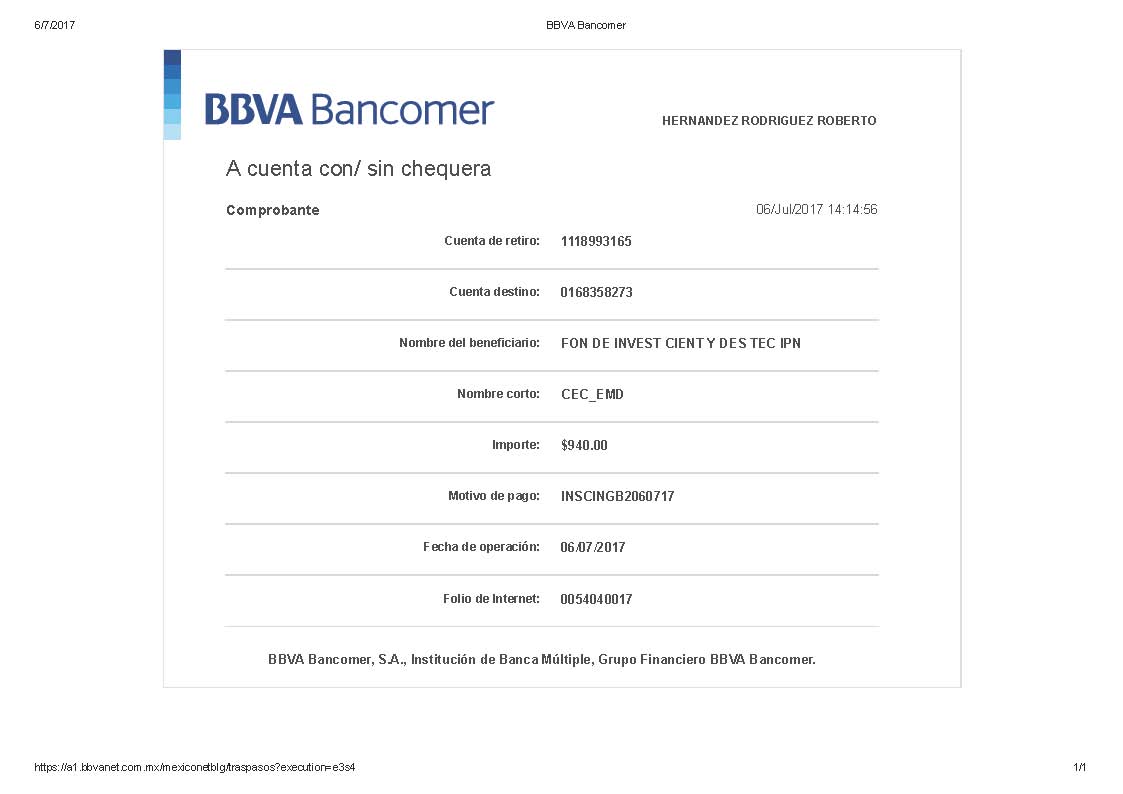 6/7/2017 BBVA Bancomer
BBVA Bancomer
HERNANDEZ RODRIGUEZ ROBERTO
A cuenta con/ sin chequera
Comprobante 06/Jul/2017 14:14:56
Cuenta de retiro: 1118993165
Cuenta destino: 0168358273
Nombre del beneficiario: FON DE INVEST CIENT Y DES TEC IPN
Nombre corto: CEC_EMD
Importe: $940.00
Motivo de pago: INSCINGB2060717
Fecha de operación: 06/07/2017
Folio de Internet: 0054040017
BBVA Bancomer, S.A., Institución de Banca Múltiple, Grupo Financiero BBVA Bancomer.
https://a1.bbvanet.com.mx/mexiconetblg/traspasos?execution=e3s4 1/1